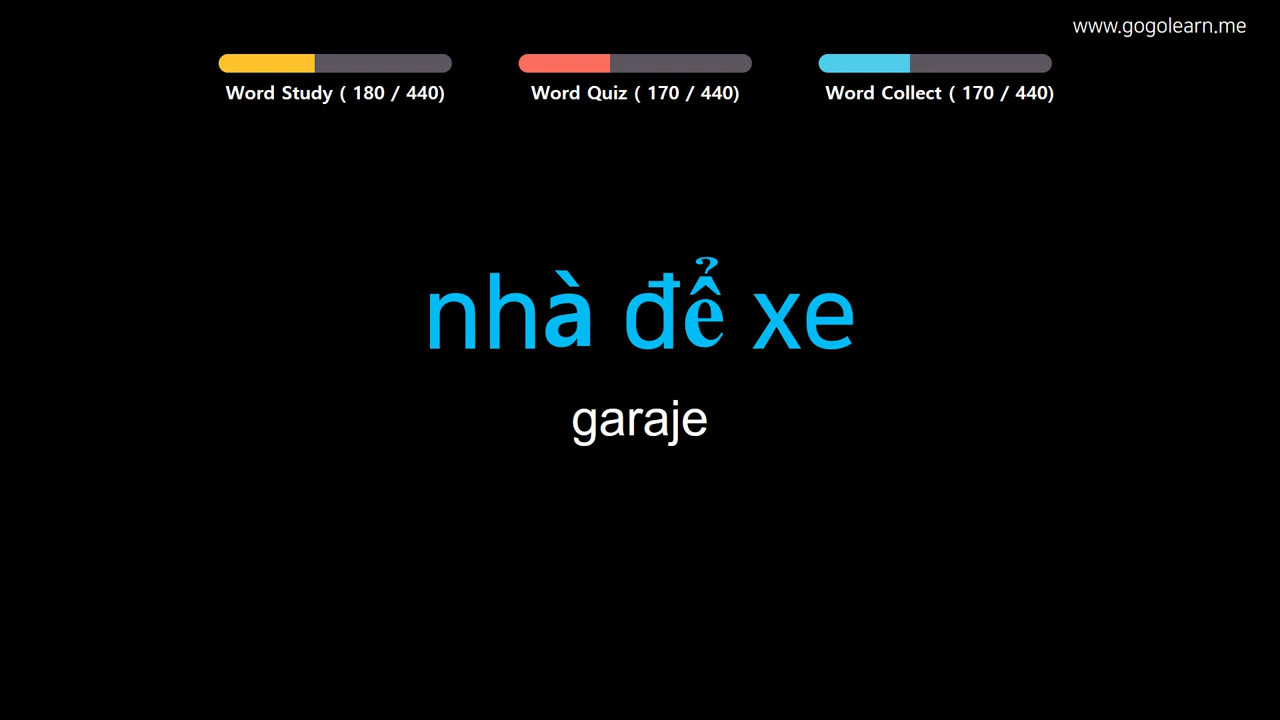 www.gogolearn.me
Word Study ( 180 / 440)
Word Quiz ( 170 / 440)
Word Collect ( 170 / 440)
nhà để xe
garaje